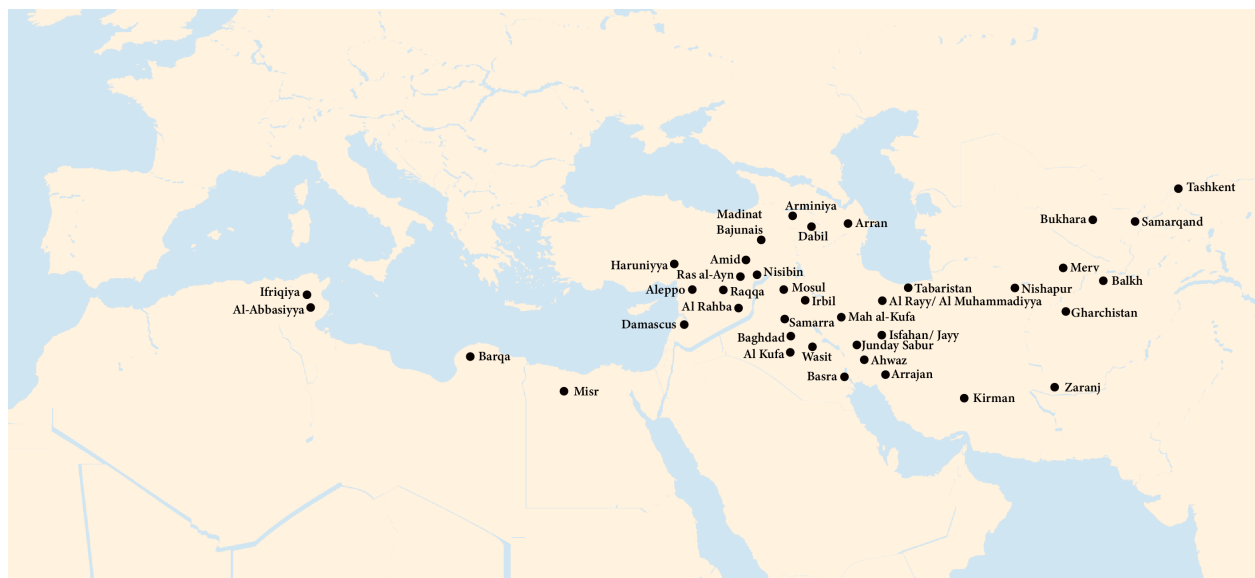 Tashkent
Bukhara
Samarqand
Madinat
Bajunais
Arminiya
Dabil
Arran
Amid
Haruniyya
Ras al-Ayn
Nisibin
Merv
Balkh
Ifriqiya
Al-Abbasiyya
Aleppo
Raqqa
Mosul
Tabaristan
Nishapur
Al Rahba
Irbil
Al Rayy/ Al Muhammadiyya
Gharchistan
Damascus
Samarra
Mah al-Kufa
Baghdad
Isfahan/ Jayy
Al Kufa
Wasit
Junday Sabur
Barqa
Ahwaz
Basra
Arrajan
Misr
Kirman
Zaranj